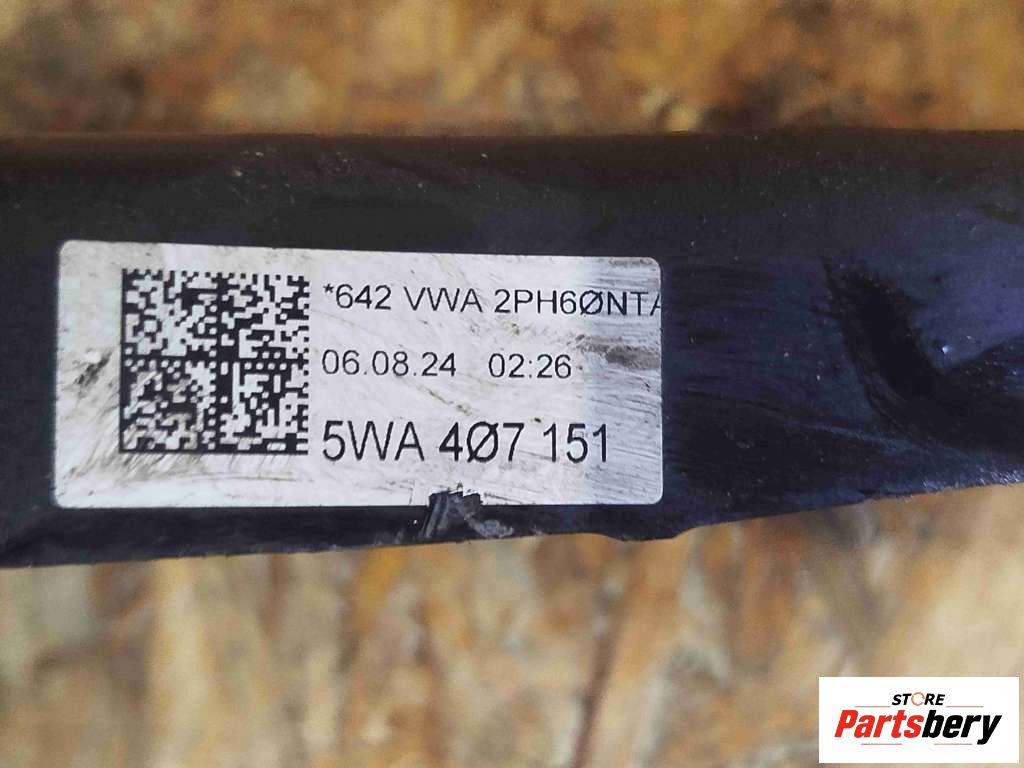 *642 VWA 2PH6ØNTA
06.08.24 02:26
5WA 4Ø7 151
STORE
Partsbery